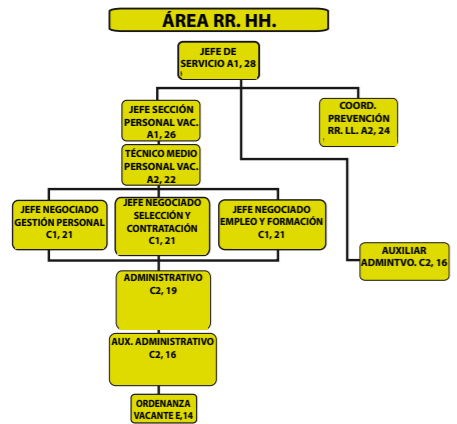 ÁREA RR. HH.
JEFE DE
SERVICIO A1, 28
JEFE SECCIÓN
PERSONAL VAC.
A1, 26
COORD.
PREVENCIÓN
RR. LL. A2, 24
TÉCNICO MEDIO
PERSONAL VAC.
A2, 22
JEFE NEGOCIADO
GESTIÓN PERSONAL
C1, 21
JEFE NEGOCIADO
SELECCIÓN Y
CONTRATACIÓN
C1, 21
JEFE NEGOCIADO
EMPLEO Y FORMACIÓN
C1, 21
AUXILIAR
ADMINTVO. C2, 16
ADMINISTRATIVO
C2, 19
AUX. ADMINISTRATIVO
C2, 16
ORDENANZA
VACANTE E,14